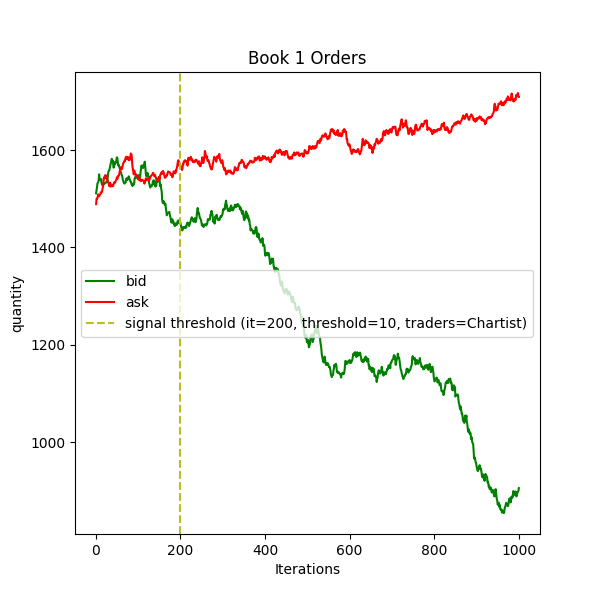 Book 1 Orders
quantity
1600
1400
1200
1000
bid
ask
signal threshold (it=200, threshold=10, traders=Chartist)
0 200 400 600 800 1000
Iterations